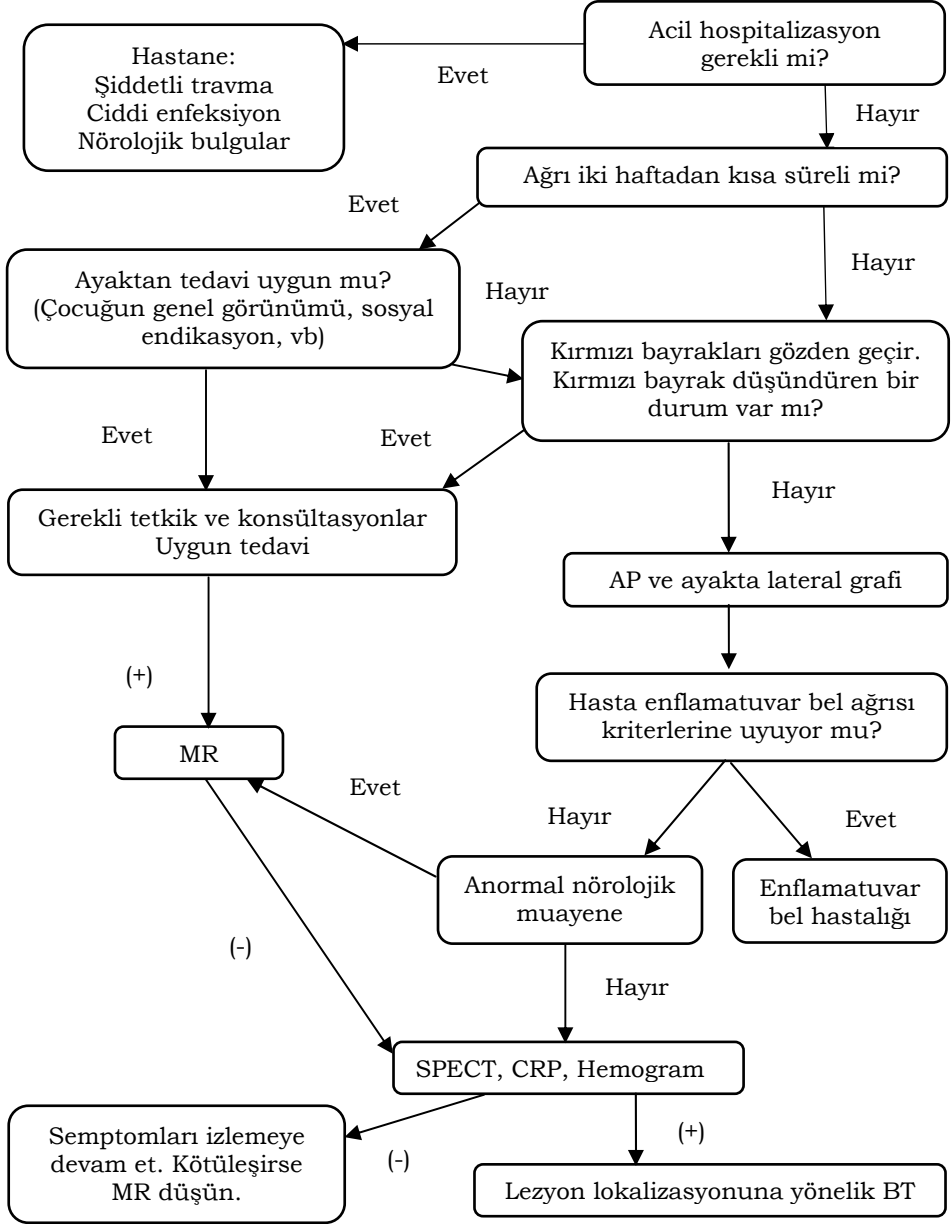 Acil hospitalizasyon
gerekli mi?
Evet
Hastane:
Şiddetli travma
Ciddi enfeksiyon
Nörolojik bulgular
Hayır
Ağrı iki haftadan kısa süreli mi?
Evet
Ayaktan tedavi uygun mu?
(Çocuğun genel görünümü, sosyal
endikasyon, vb)
Hayır
Hayır
Kırmızı bayrakları gözden geçir.
Kırmızı bayrak düşündüren bir
durum var mı?
Evet
Evet
Gerekli tetkik ve konsültasyonlar
Uygun tedavi
Hayır
AP ve ayakta lateral grafi
(+)
Hasta enflamatuvar bel ağrısı
kriterlerine uyuyor mu?
MR
Evet
Hayır
Evet
Anormal nörolojik
muayene
Enflamatuvar
bel hastalığı
(-)
Hayır
SPECT, CRP, Hemogram
Semptomları izlemeye
devam et. Kötüleşirse
MR düşün.
(-)
(+)
Lezyon lokalizasyonuna yönelik BT